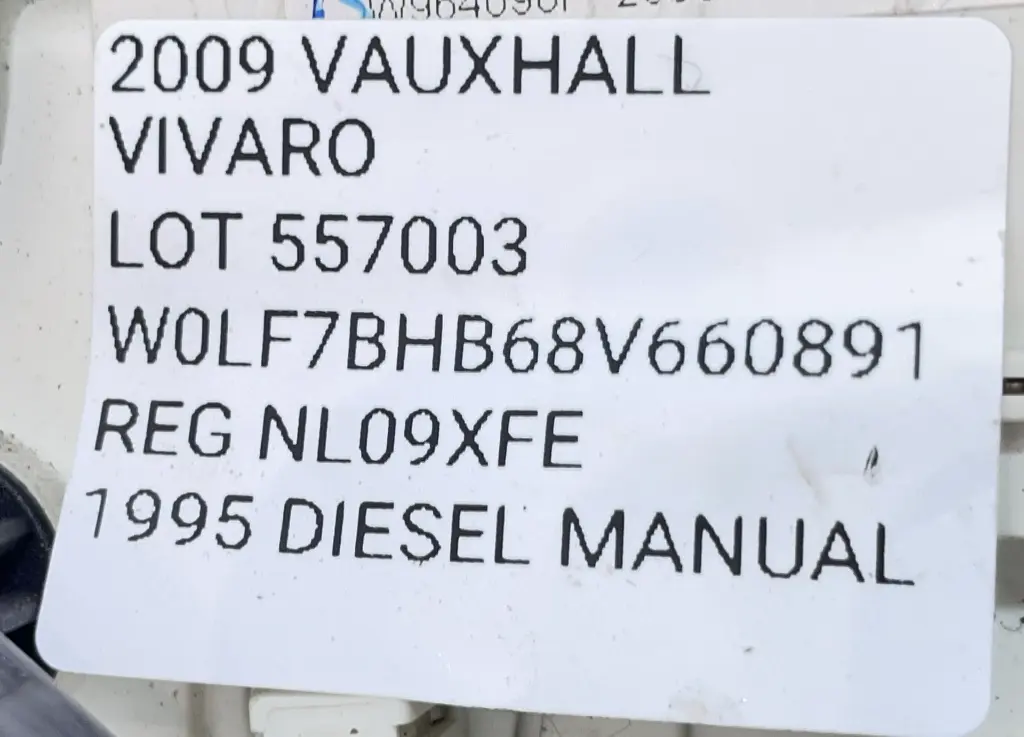 2009 VAUXHALL
VIVARO
LOT 557003
W0LF7BHB68V660891
REG NL09XFE
1995 DIESEL MANUAL